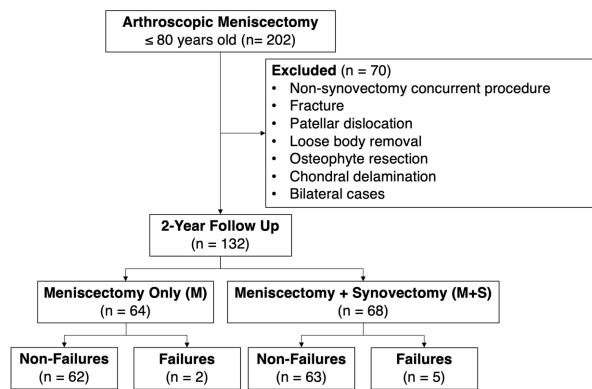 Arthroscopic Meniscectomy
≤ 80 years old (n= 202)
Excluded (n = 70)
• Non-synovectomy concurrent procedure
• Fracture
• Patellar dislocation
• Loose body removal
• Osteophyte resection
• Chondral delamination
• Bilateral cases
2-Year Follow Up
(n = 132)
Meniscectomy Only (M)
(n = 64)
Meniscectomy + Synovectomy (M+S)
(n = 68)
Non-Failures
(n = 62)
Failures
(n = 2)
Non-Failures
(n = 63)
Failures
(n = 5)